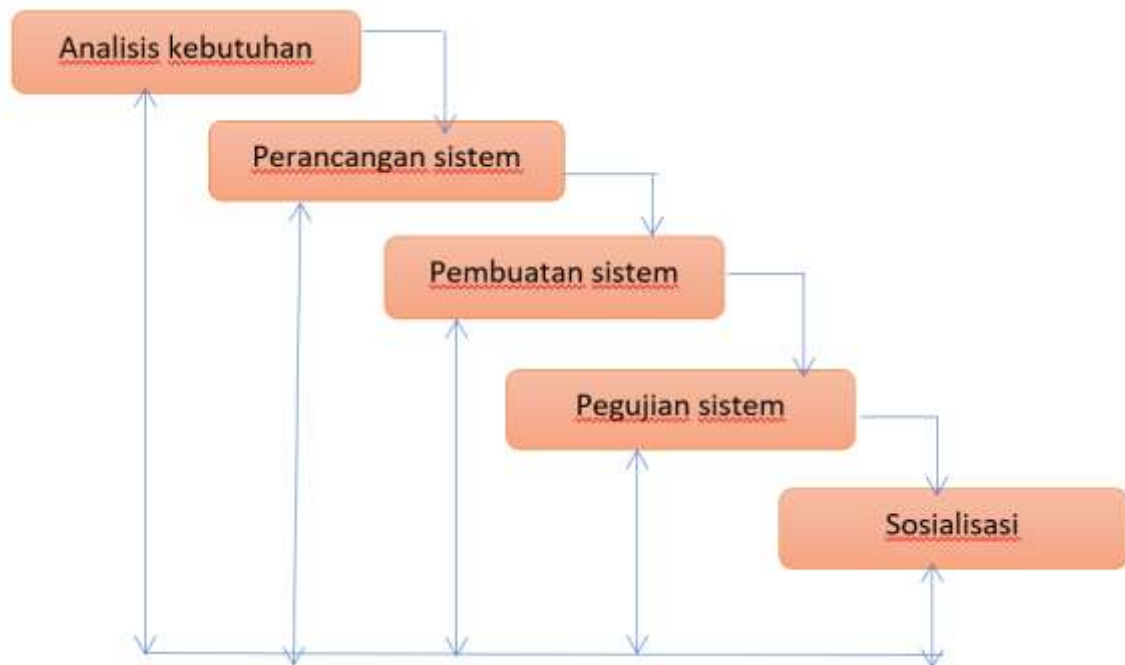 Analisis kebutuhan
Perancangan sistem
Pembuatan sistem
Pegujian sistem
Sosialisasi